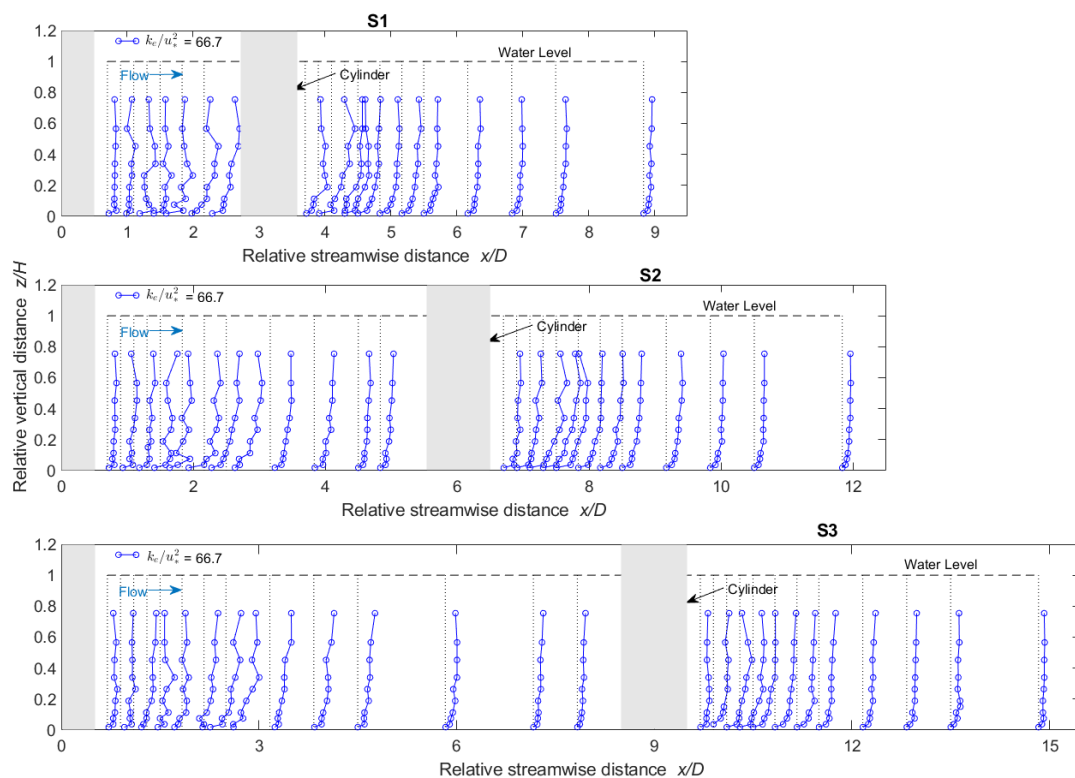 S1
1.2
1
0.8
0.6
0.4
0.2
0
k_c/u_*^2 = 66.7
Flow
Water Level
Cylinder
0 1 2 3 4 5 6 7 8 9
Relative streamwise distance x/D
Relative vertical distance z/H
S2
1.2
1
0.8
0.6
0.4
0.2
0
k_c/u_*^2 = 66.7
Flow
Water Level
Cylinder
0 2 4 6 8 10 12
Relative streamwise distance x/D
S3
1.2
1
0.8
0.6
0.4
0.2
0
k_c/u_*^2 = 66.7
Flow
Water Level
Cylinder
0 3 6 9 12 15
Relative streamwise distance x/D